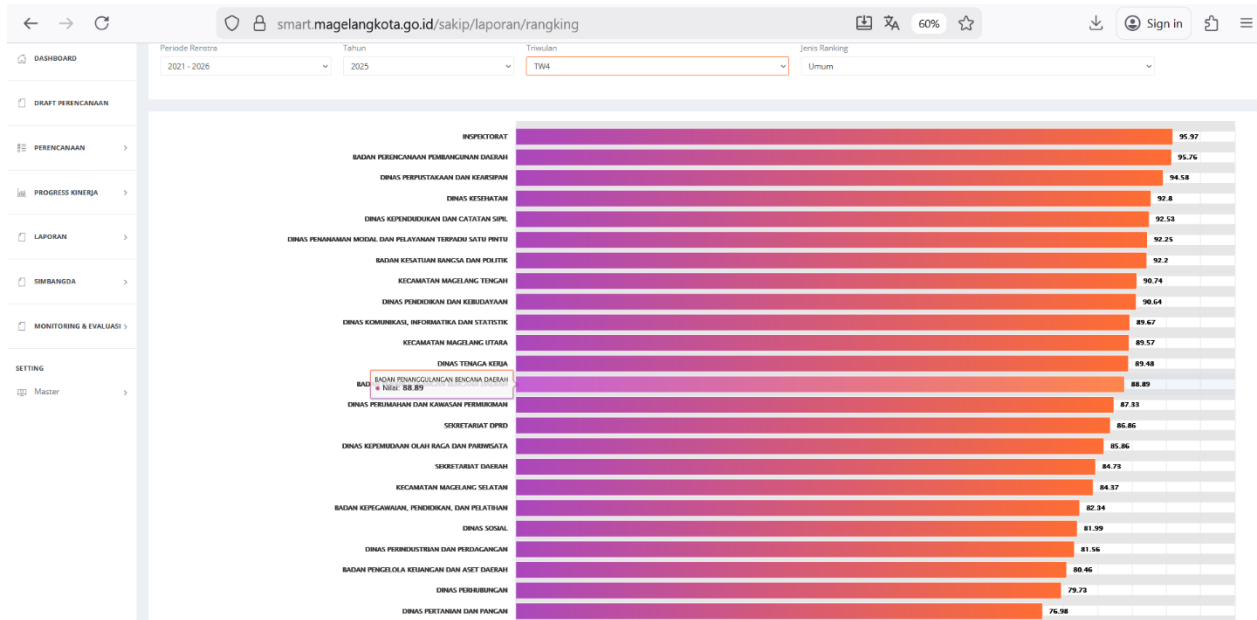 smart.magelangkota.go.id/sakip/laporan/rangking
60%
Sign in
DASHBOARD
DRAFT PERENCANAAN
PERENCANAAN
PROGRESS KINERJA
LAPORAN
SIMBANGDA
MONITORING & EVALUASI
SETTING
Master
Periode Renstra Tahun Triwulan Jenis Ranking
2021 - 2026 2025 TW4 Umum
INSPEKTORAT 95.97
BADAN PERENCANAAN PEMBANGUNAN DAERAH 95.76
DINAS PERPUSTAKAAN DAN KEARSIPAN 94.58
DINAS KESEHATAN 92.8
DINAS KEPENDUDUKAN DAN CATATAN SIPIL 92.53
DINAS PENANAMAN MODAL DAN PELAYANAN TERPADU SATU PINTU 92.25
BADAN KESATUAN BANGSA DAN POLITIK 92.2
KECAMATAN MAGELANG TENGAH 90.74
DINAS PENDIDIKAN DAN KEBUDAYAAN 90.64
DINAS KOMUNIKASI, INFORMATIKA DAN STATISTIK 89.67
KECAMATAN MAGELANG UTARA 89.57
DINAS TENAGA KERJA 89.48
BADAN PENANGGULANGAN BENCANA DAERAH
Nilai: 88.89
BAD 88.89
DINAS PERUMAHAN DAN KAWASAN PERMUKIMAN 87.33
SEKRETARIAT DPRD 86.86
DINAS KEPEMUDAAN OLAH RAGA DAN PARIWISATA 85.86
SEKRETARIAT DAERAH 84.73
KECAMATAN MAGELANG SELATAN 84.37
BADAN KEPEGAWAIAN, PENDIDIKAN, DAN PELATIHAN 82.34
DINAS SOSIAL 81.99
DINAS PERINDUSTRIAN DAN PERDAGANGAN 81.56
BADAN PENGELOLA KEUANGAN DAN ASET DAERAH 80.46
DINAS PERHUBUNGAN 79.73
DINAS PERTANIAN DAN PANGAN 76.98